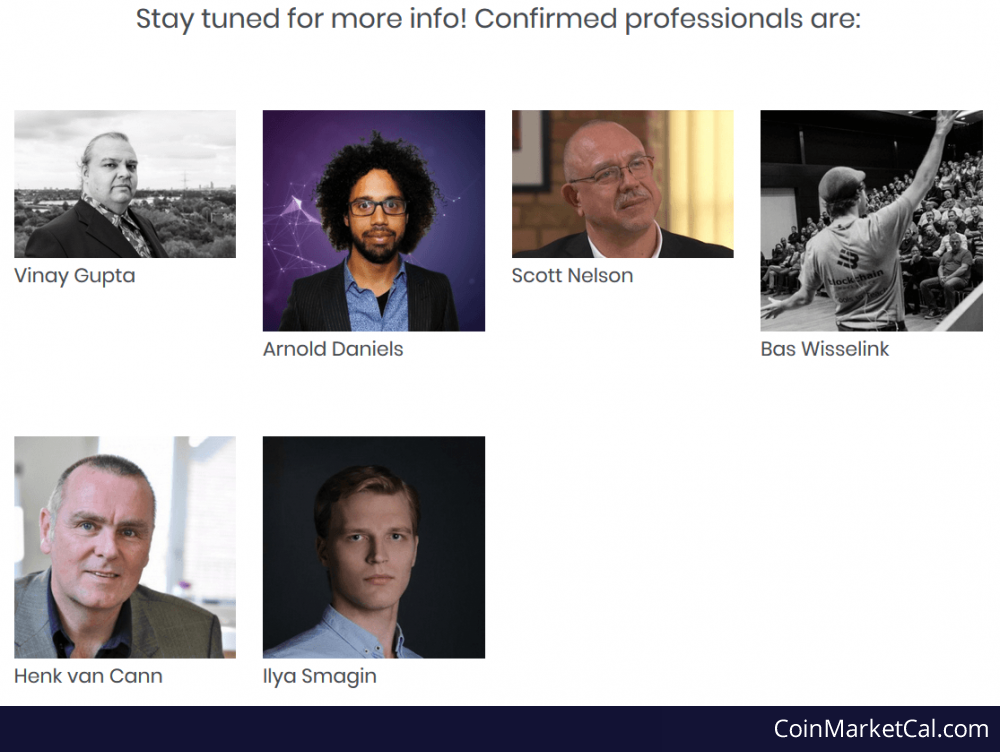 Stay tuned for more info! Confirmed professionals are:
Vinay Gupta
Arnold Daniels
Scott Nelson
blockchain
Bas Wisselink
Henk van Cann
Ilya Smagin
CoinMarketCal.com